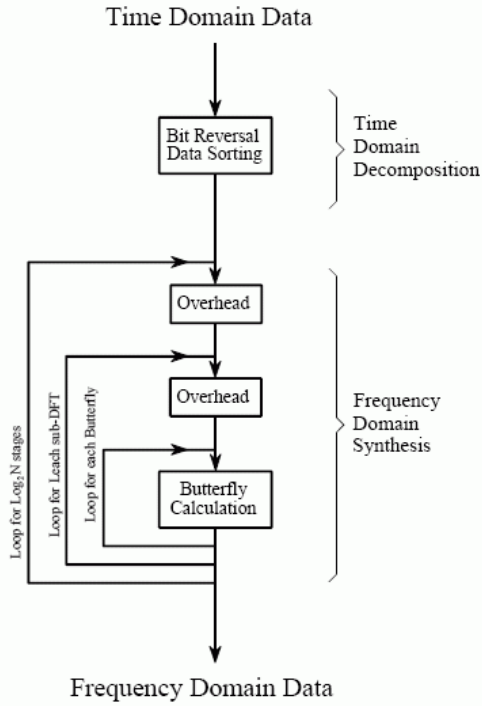 Time Domain Data
Bit Reversal
Data Sorting
Time
Domain
Decomposition
Overhead
Overhead
Butterfly
Calculation
Frequency
Domain
Synthesis
Loop for Log₂N stages
Loop for Leach sub-DFT
Loop for each Butterfly
Frequency Domain Data